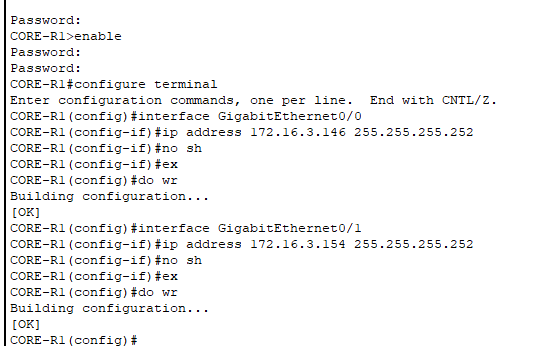 Password:
CORE-R1>enable
Password:
Password:
CORE-R1#configure terminal
Enter configuration commands, one per line.  End with CNTL/Z.
CORE-R1(config)#interface GigabitEthernet0/0
CORE-R1(config-if)#ip address 172.16.3.146 255.255.255.252
CORE-R1(config-if)#no sh
CORE-R1(config-if)#ex
CORE-R1(config)#do wr
Building configuration...
[OK]
CORE-R1(config)#interface GigabitEthernet0/1
CORE-R1(config-if)#ip address 172.16.3.154 255.255.255.252
CORE-R1(config-if)#no sh
CORE-R1(config-if)#ex
CORE-R1(config)#do wr
Building configuration...
[OK]
CORE-R1(config)#